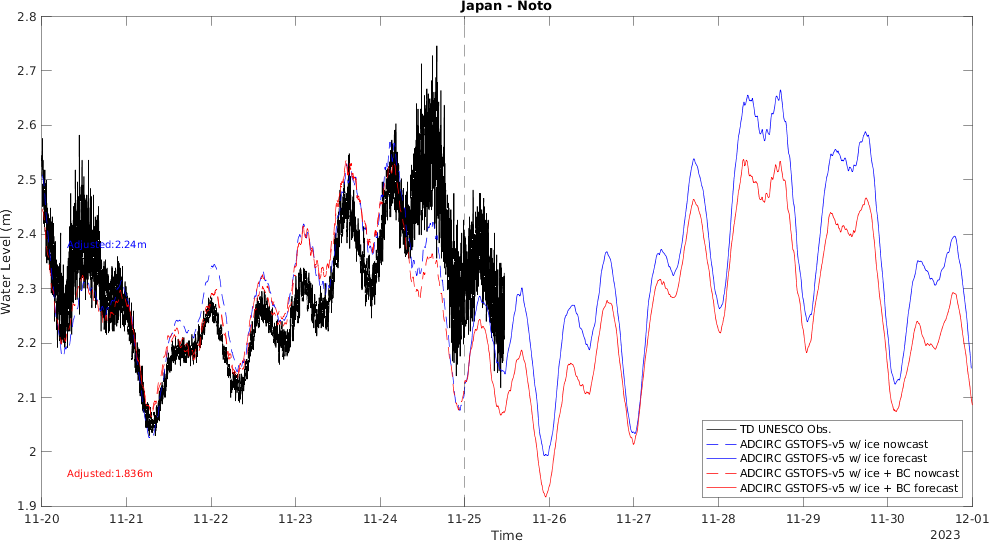 Japan - Noto
2.8
2.7
2.6
2.5
2.4
2.3
2.2
2.1
2
1.9
Water Level (m)
Adjusted:2.24m
Adjusted:1.836m
TD UNESCO Obs.
ADCIRC GSTOFS-v5 w/ ice nowcast
ADCIRC GSTOFS-v5 w/ ice forecast
ADCIRC GSTOFS-v5 w/ ice + BC nowcast
ADCIRC GSTOFS-v5 w/ ice + BC forecast
11-20 11-21 11-22 11-23 11-24 11-25 11-26 11-27 11-28 11-29 11-30 12-01
Time
2023